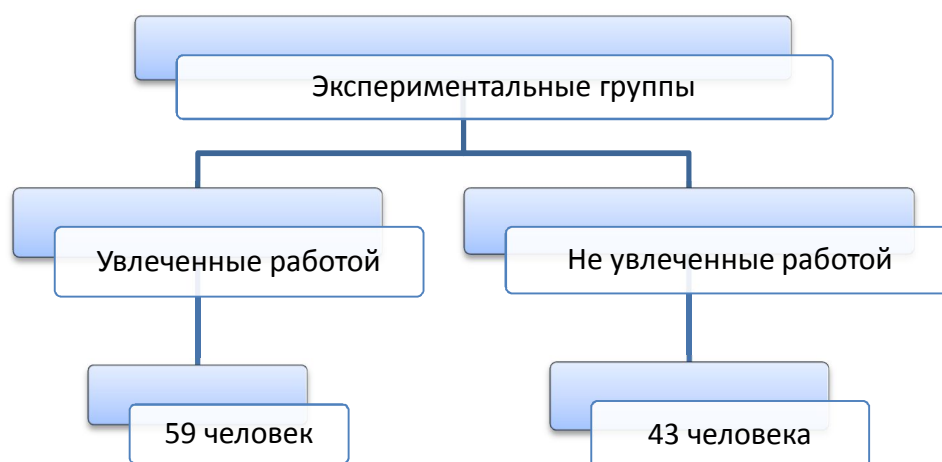 Экспериментальные группы
Увлеченные работой
Не увлеченные работой
59 человек
43 человека